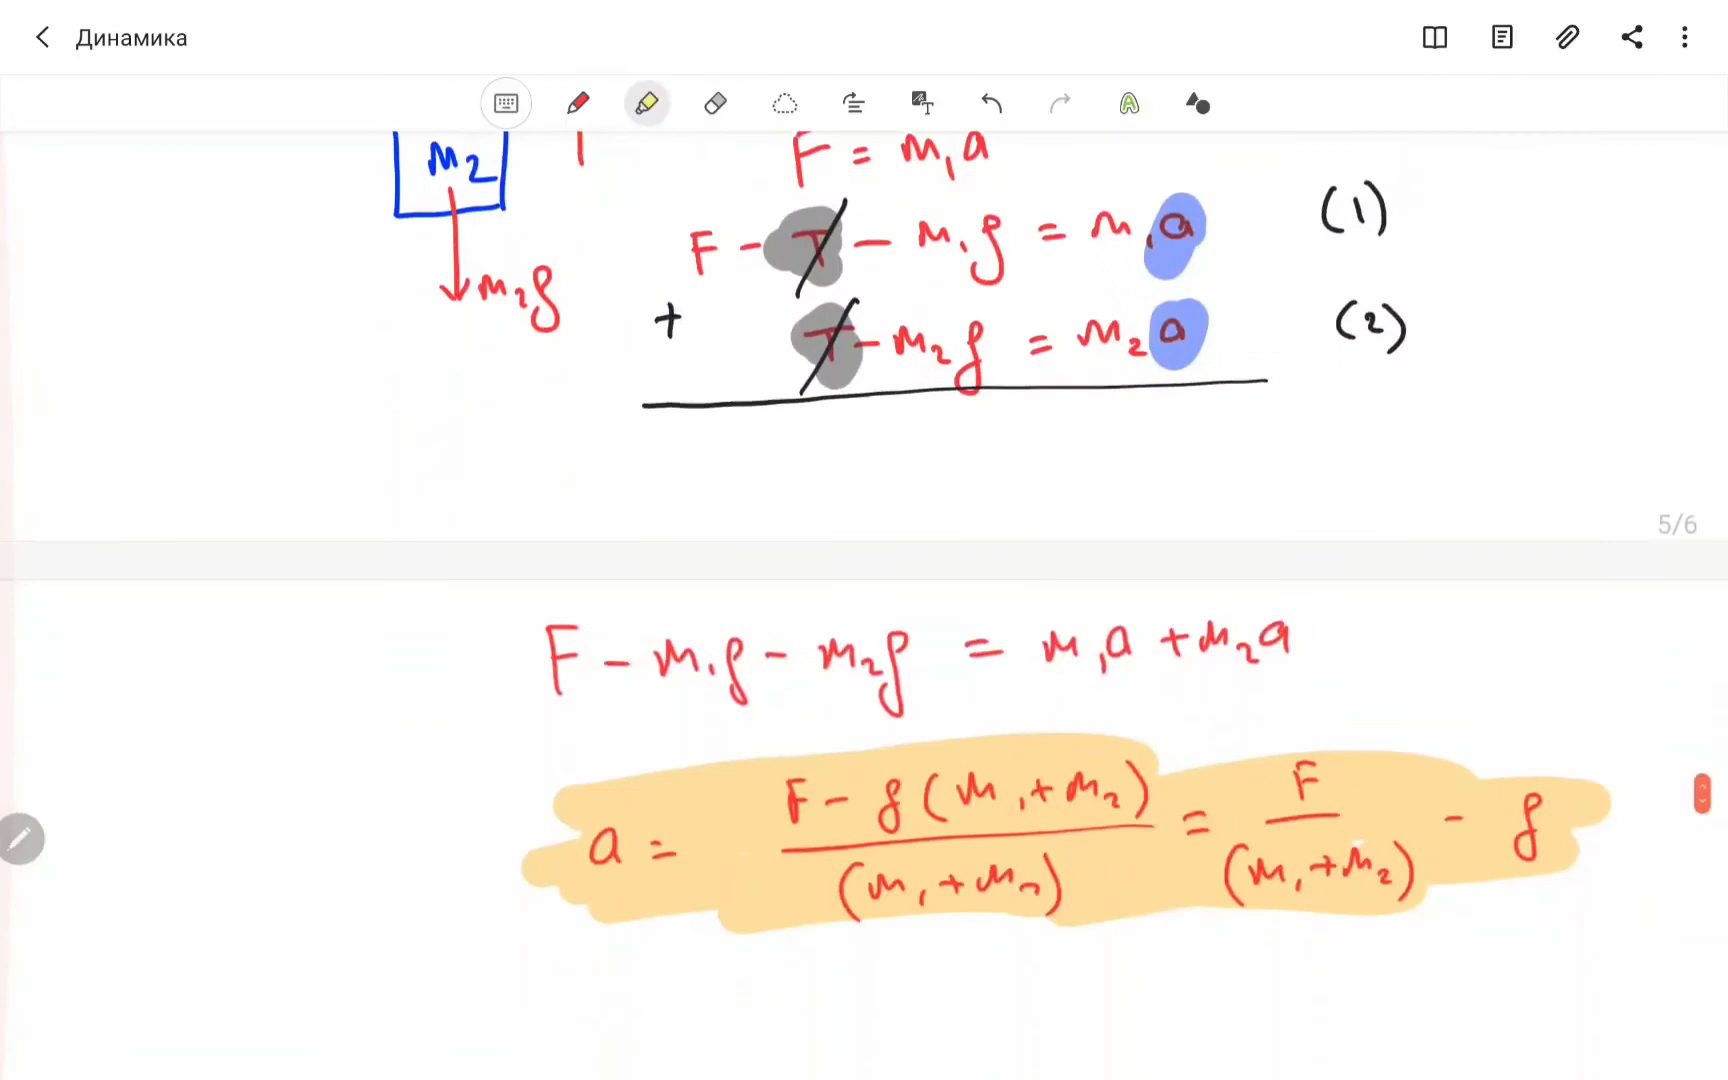 Динамика
m₂
F = m₁a
F - T - m₁g = m₁a (1)
m₂g
+ T - m₂g = m₂a (2)
5/6
F - m₁g - m₂g = m₁a + m₂a
a = F - g(m₁+m₂) / (m₁+m₂) = F / (m₁+m₂) - g